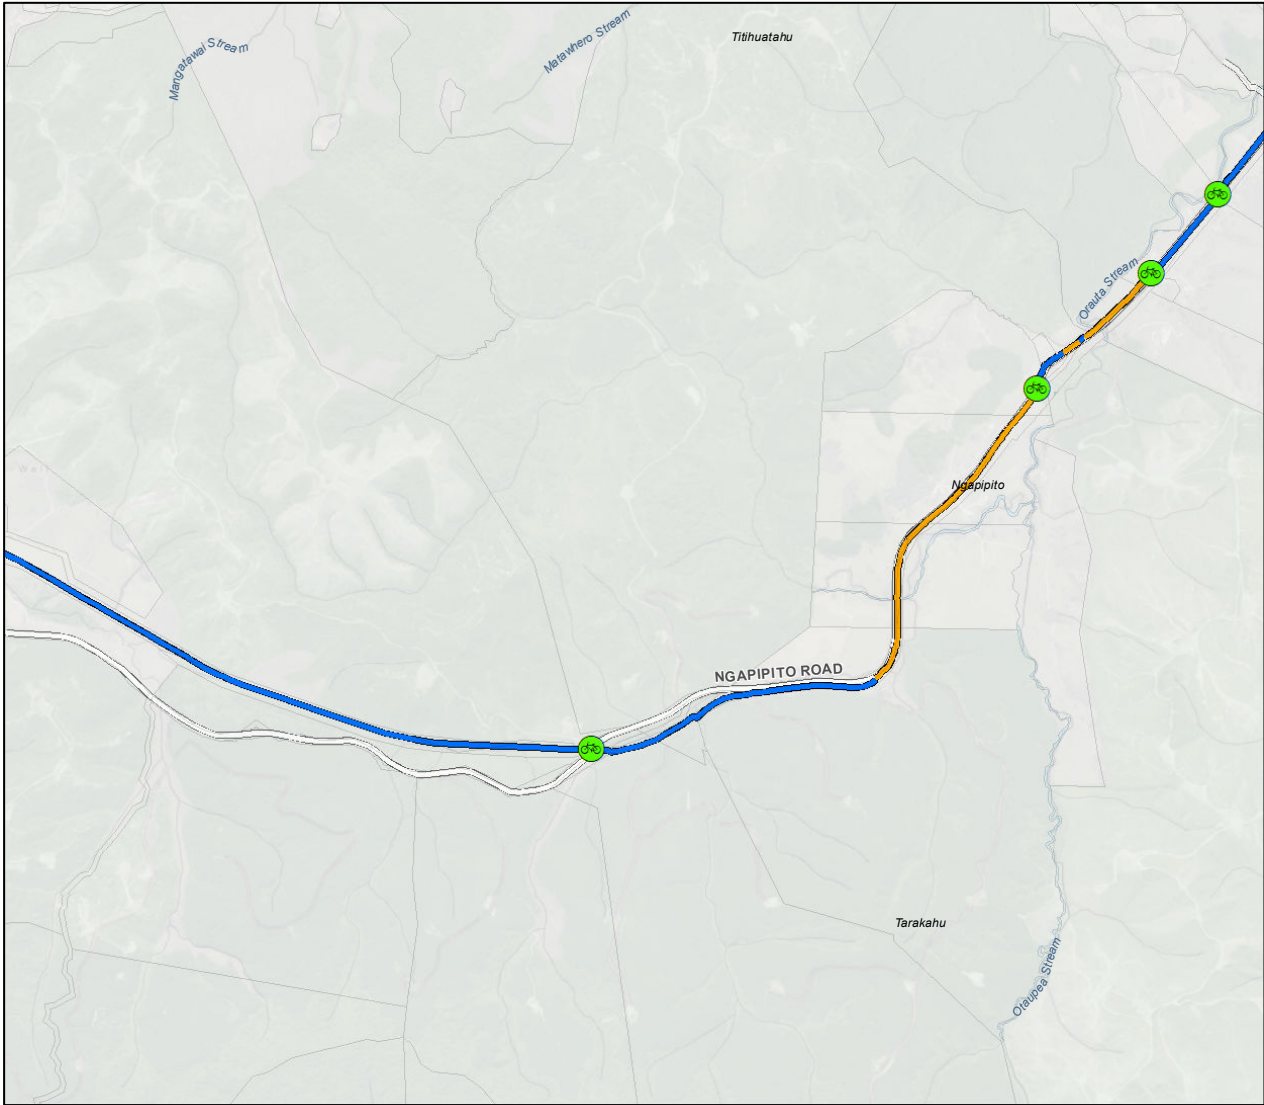 Titihuatahu
Mangatawai Stream
Matawhero Stream
Orauta Stream
Ngapipito
NGAPIPITO ROAD
Tarakahu
Otaupea Stream